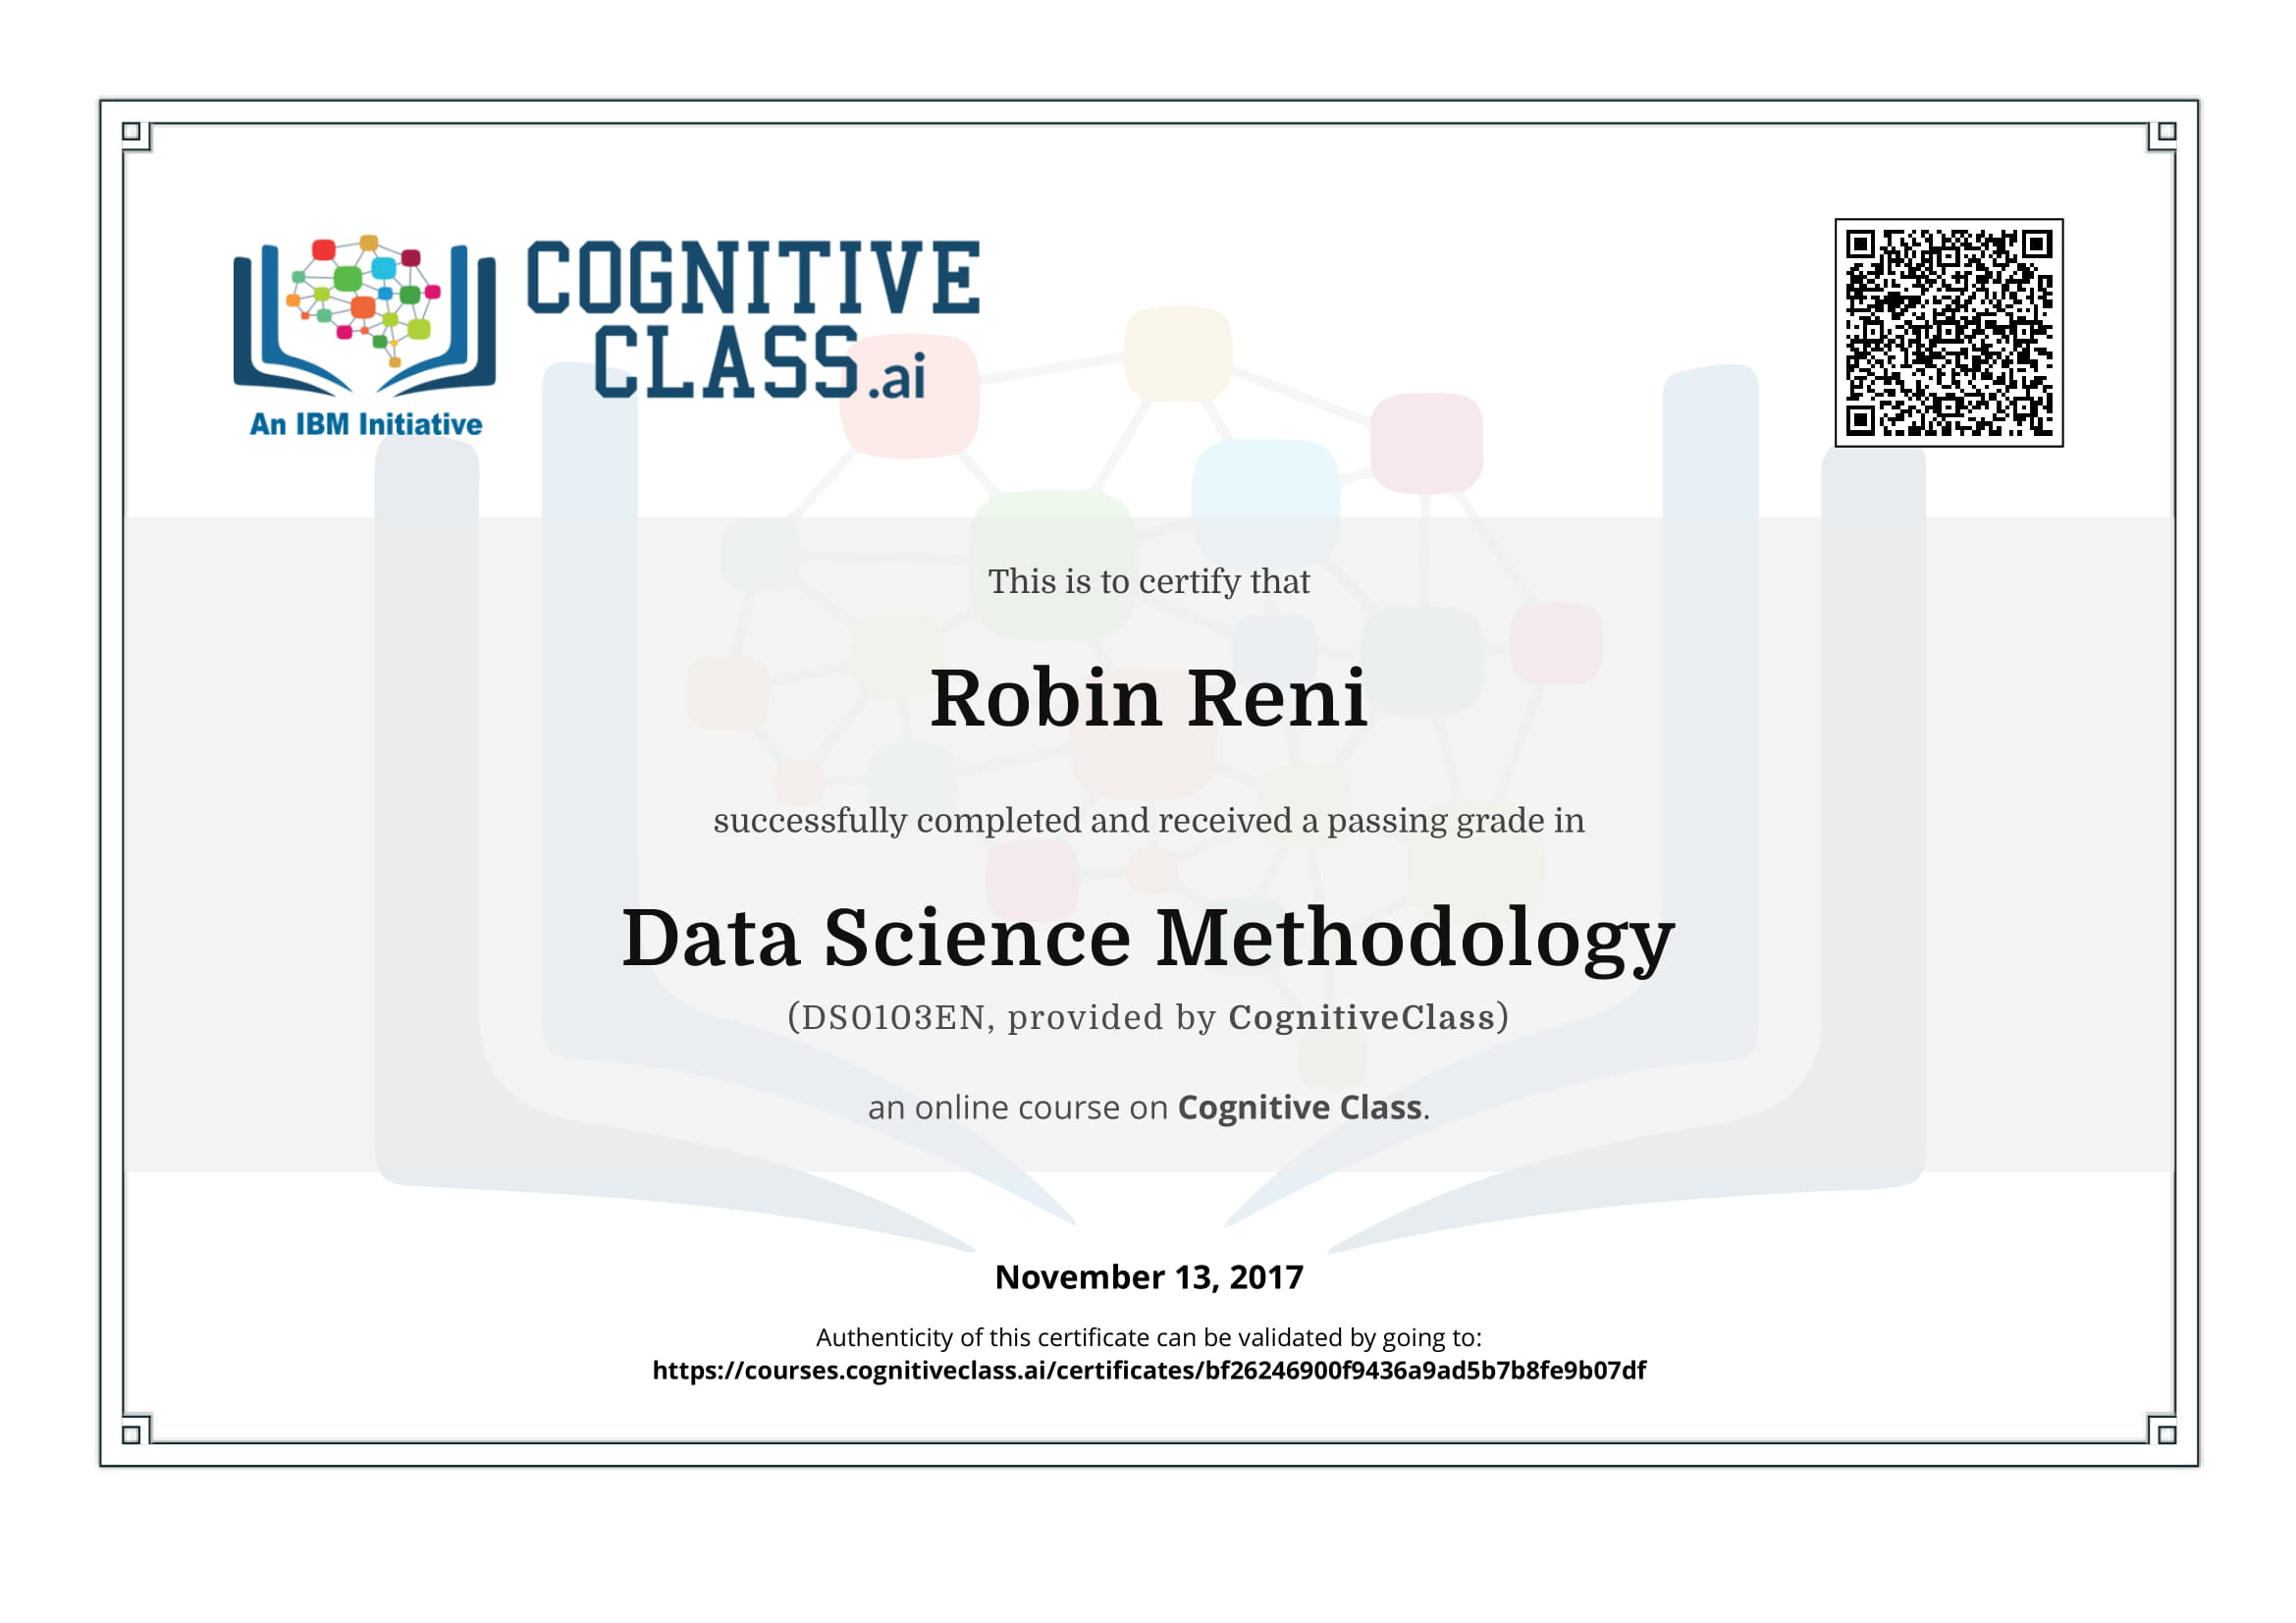 COGNITIVE
CLASS.ai
An IBM Initiative
This is to certify that
Robin Reni
successfully completed and received a passing grade in
Data Science Methodology
(DS0103EN, provided by CognitiveClass)
an online course on Cognitive Class.
November 13, 2017
Authenticity of this certificate can be validated by going to:
https://courses.cognitiveclass.ai/certificates/bf26246900f9436a9ad5b7b8fe9b07df